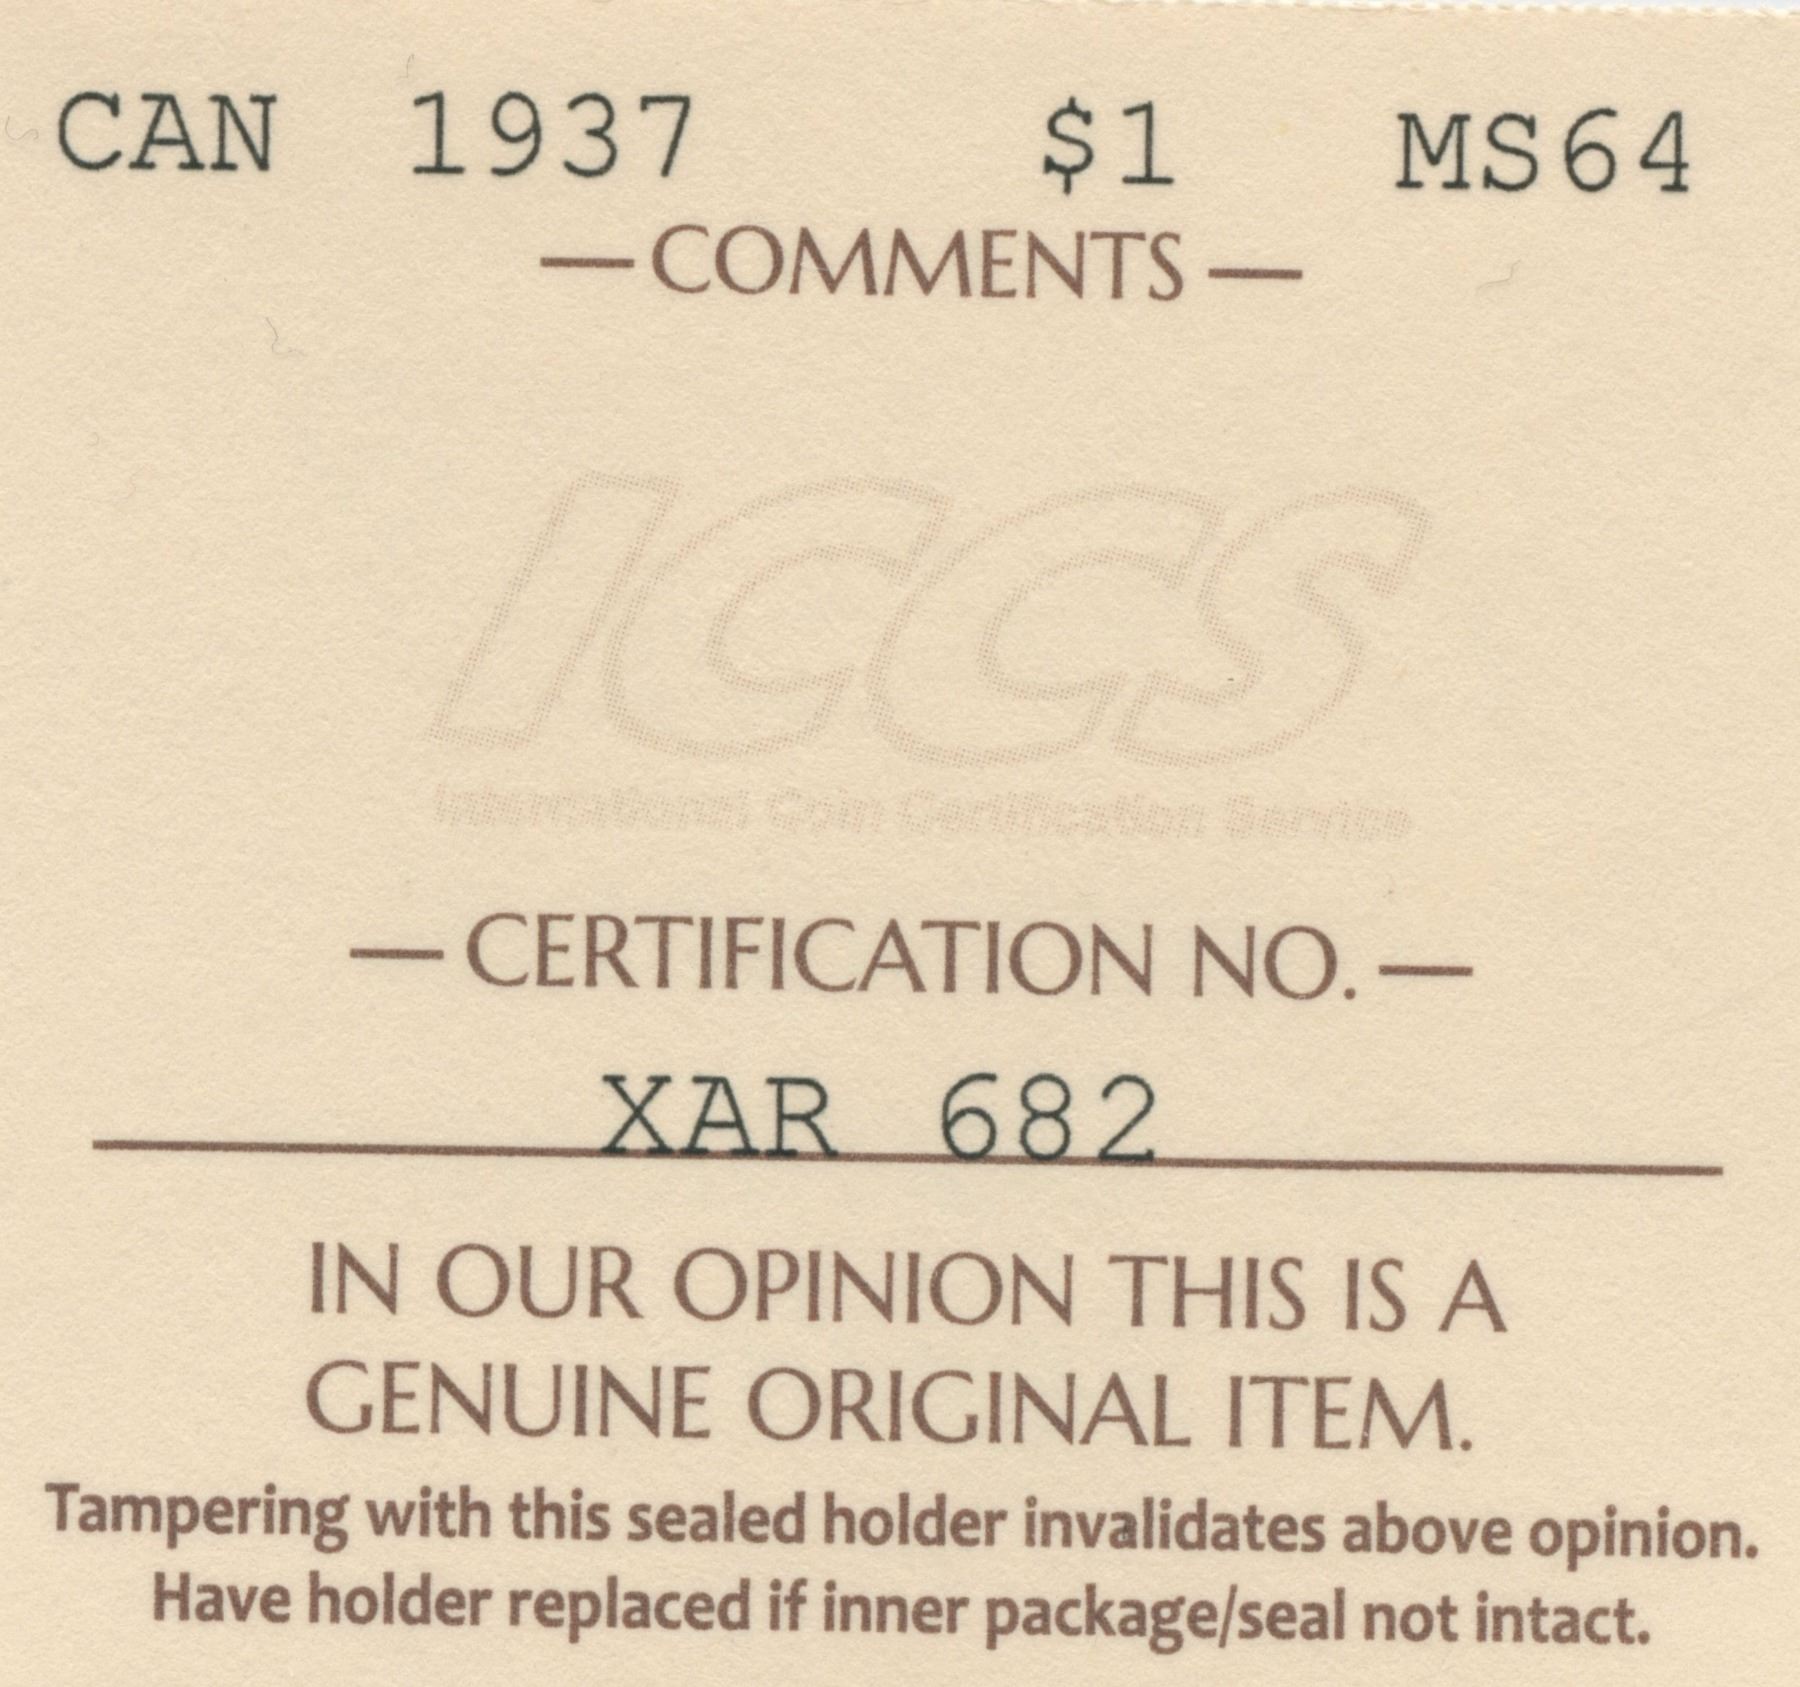 CAN 1937 $1 MS64
— COMMENTS —
ICCS
International Coin Certification Service
— CERTIFICATION NO. —
XAR 682
IN OUR OPINION THIS IS A
GENUINE ORIGINAL ITEM.
Tampering with this sealed holder invalidates above opinion.
Have holder replaced if inner package/seal not intact.